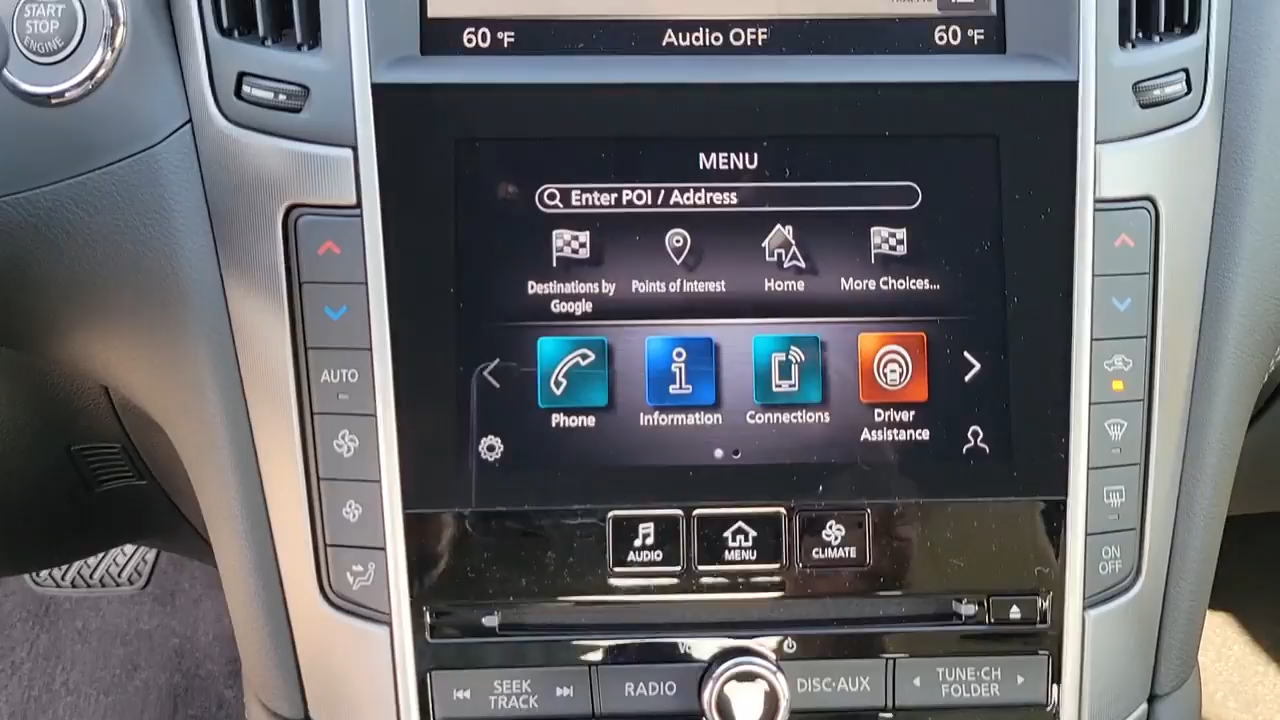 START
STOP
ENGINE
60 °F
Audio OFF
60 °F
MENU
Enter POI / Address
Destinations by
Google
Points of Interest
Home
More Choices...
Phone
Information
Connections
Driver
Assistance
AUTO
AUDIO
MENU
CLIMATE
ON
OFF
SEEK
TRACK
RADIO
DISC·AUX
TUNE·CH
FOLDER